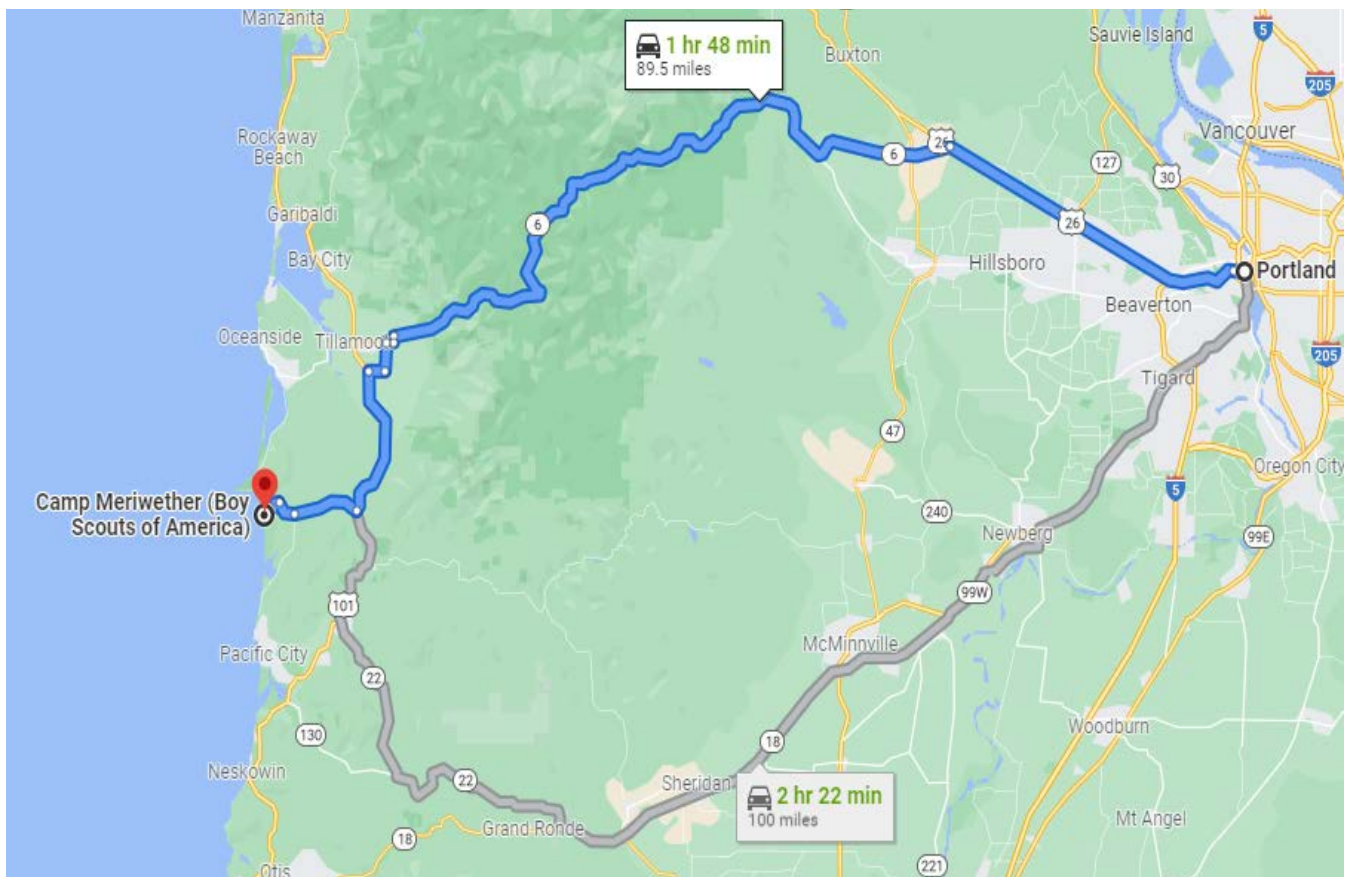 Manzanita
Sauvie Island
5
1 hr 48 min
89.5 miles
Buxton
205
Rockaway
Beach
Vancouver
26
6
127
30
Garibaldi
6
26
Bay City
Hillsboro
Portland
Beaverton
Oceanside
Tillamoo
205
Tigard
47
Oregon City
Camp Meriwether (Boy
Scouts of America)
5
240
Newberg
99E
99W
101
McMinnville
Pacific City
22
Woodburn
130
18
Neskowin
22
Sheridan
2 hr 22 min
100 miles
Grand Ronde
Mt Angel
18
221
Otis